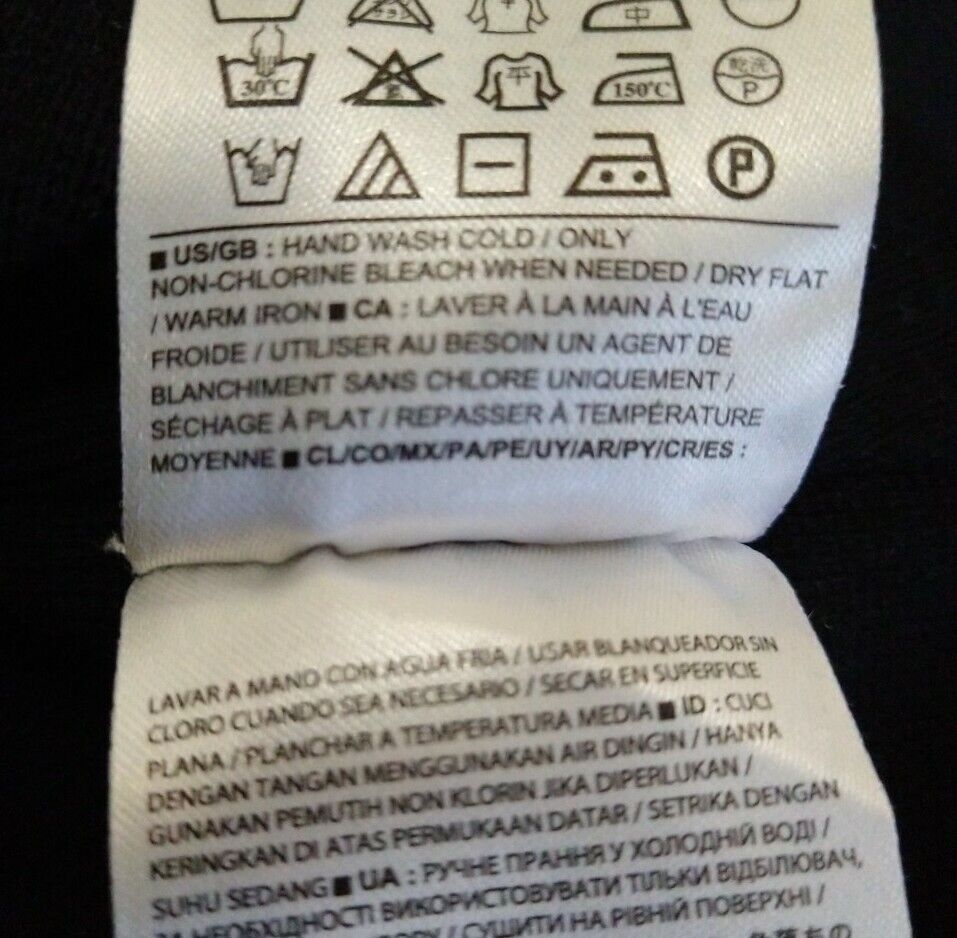 中
30℃ 平 150℃ 乾洗 P
P
■ US/GB : HAND WASH COLD / ONLY
NON-CHLORINE BLEACH WHEN NEEDED / DRY FLAT
/ WARM IRON ■ CA : LAVER À LA MAIN À L'EAU
FROIDE / UTILISER AU BESOIN UN AGENT DE
BLANCHIMENT SANS CHLORE UNIQUEMENT /
SÉCHAGE À PLAT / REPASSER À TEMPÉRATURE
MOYENNE ■ CL/CO/MX/PA/PE/UY/AR/PY/CR/ES :
LAVAR A MANO CON AGUA FRIA / USAR BLANQUEADOR SIN
CLORO CUANDO SEA NECESARIO / SECAR EN SUPERFICIE
PLANA / PLANCHAR A TEMPERATURA MEDIA ■ ID : CUCI
DENGAN TANGAN MENGGUNAKAN AIR DINGIN / HANYA
GUNAKAN PEMUTIH NON KLORIN JIKA DIPERLUKAN /
KERINGKAN DI ATAS PERMUKAAN DATAR / SETRIKA DENGAN
SUHU SEDANG ■ UA : РУЧНЕ ПРАННЯ У ХОЛОДНІЙ ВОДІ /
ЗА НЕОБХІДНОСТІ ВИКОРИСТОВУВАТИ ТІЛЬКИ ВІДБІЛЮВАЧ,
/ СУШИТИ НА РІВНІЙ ПОВЕРХНІ /